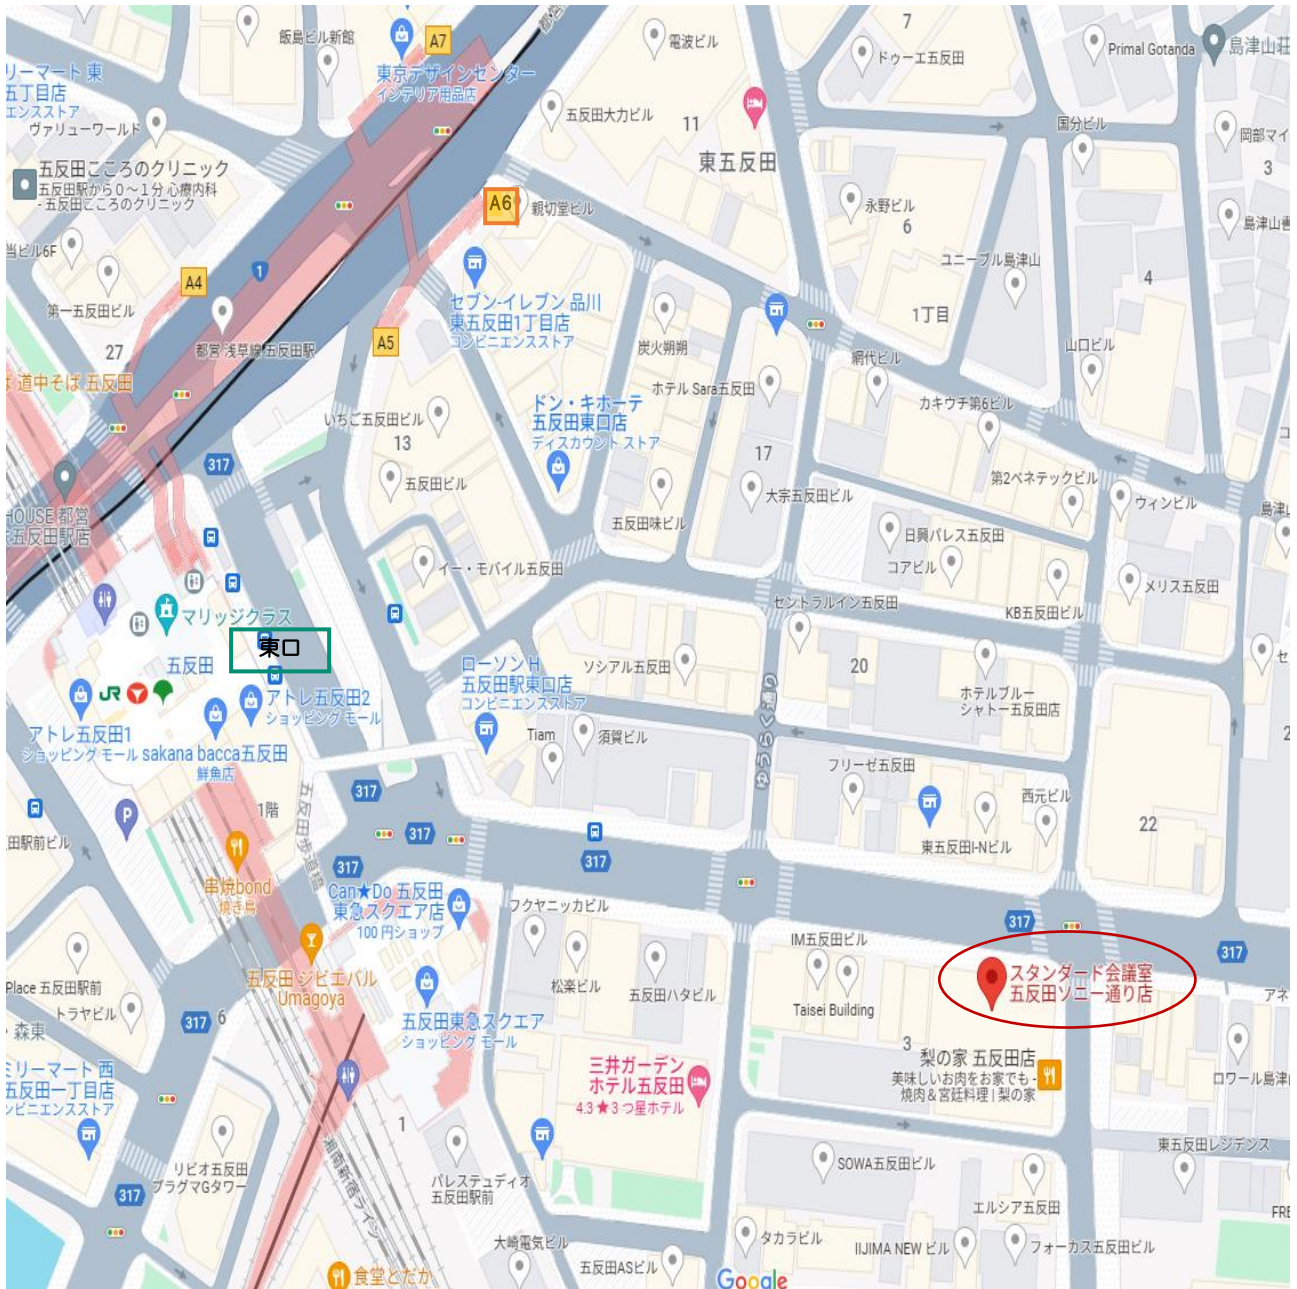 飯島ビル新館
A7
東京デザインセンター
インテリア用品店
電波ビル
7
ドゥーエ五反田
Primal Gotanda
島津山荘
リーマート 東
五丁目店
エンスストア
ヴァリューワールド
五反田大力ビル
11
国分ビル
岡部マイ
3
五反田こころのクリニック
五反田駅から0～1分 心療内科
- 五反田こころのクリニック
東五反田
A6
親切堂ビル
永野ビル
6
当ビル6F
ユニーブル島津山
4
A4
1
第一五反田ビル
セブン-イレブン 品川
東五反田1丁目店
コンビニエンスストア
1丁目
27
都営 浅草線 五反田駅
A5
炭火朔朔
山口ビル
網代ビル
道中そば 五反田
ホテル Sara五反田
カキウチ第6ビル
ドン・キホーテ
五反田東口店
ディスカウント ストア
いちご五反田ビル
13
17
317
五反田ビル
大宗五反田ビル
第2ベネテックビル
ウィンビル
HOUSE 都営
五反田駅店
五反田味ビル
日興パレス五反田
コアビル
イー・モバイル五反田
メリス五反田
セントラルイン五反田
KB五反田ビル
マリッジクラス
東口
五反田
JR
ローソン H
五反田駅東口店
コンビニエンスストア
ソシアル五反田
20
ホテルブルー
シャトー五反田店
アトレ五反田2
ショッピング モール
アトレ五反田1
ショッピング モール
sakana bacca五反田
鮮魚店
Tiam
須賀ビル
ゆうらく通り
フリーゼ五反田
西元ビル
22
東五反田I-Nビル
五反田歩道橋
1階
P
317
317
317
317
田駅前ビル
串焼bond
焼き鳥
Can★Do 五反田
東急スクエア店
100 円ショップ
フクヤニッカビル
IM五反田ビル
317
317
スタンダード会議室
五反田ソニー通り店
五反田 ジビエバル
Umagoya
松楽ビル
五反田ハタビル
Taisei Building
Place 五反田駅前
トラヤビル
森東
317
6
五反田東急スクエア
ショッピング モール
3
梨の家 五反田店
美味しいお肉をお家でも -
焼肉&宮廷料理 | 梨の家
三井ガーデン
ホテル五反田
4.3 ★ 3 つ星ホテル
ミリーマート 西
五反田一丁目店
ンビニエンスストア
1
湘南新宿ライン
リビオ五反田
プラグマGタワー
パレステュディオ
五反田駅前
SOWA五反田ビル
東五反田レジデンス
317
エルシア五反田
大崎電気ビル
タカラビル
IIJIMA NEW ビル
フォーカス五反田ビル
食堂とだか
五反田ASビル
Google